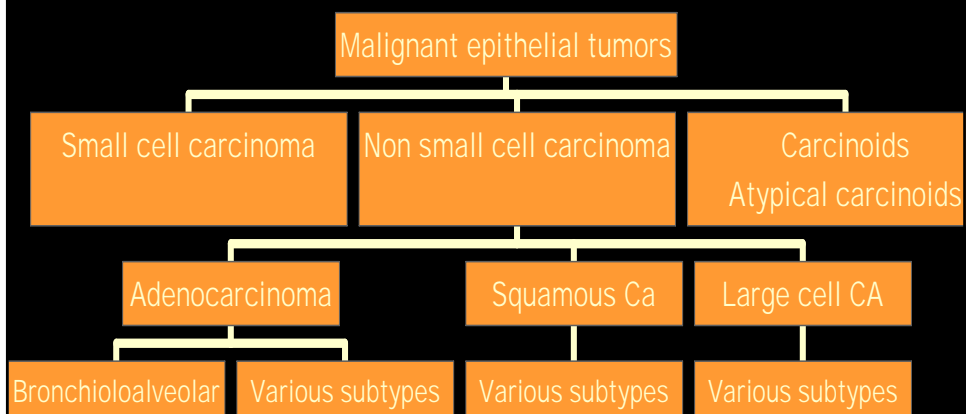 Malignant epithelial tumors
Small cell carcinoma
Non small cell carcinoma
Carcinoids
Atypical carcinoids
Adenocarcinoma
Squamous Ca
Large cell CA
Bronchioloalveolar
Various subtypes
Various subtypes
Various subtypes